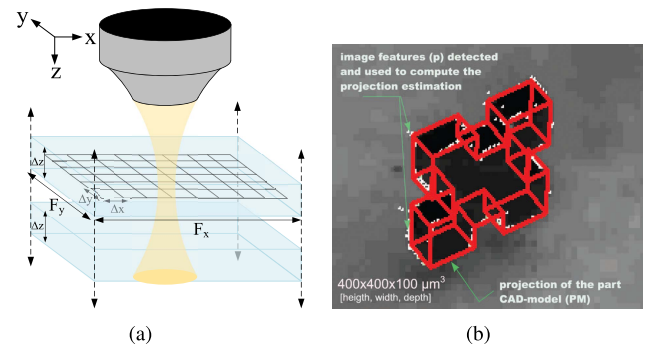 y
x
z
Δz
Δy
Δx
Fy
Fx
Δz
(a)
image features (p) detected
and used to compute the
projection estimation
400x400x100 μm³
[heigth, width, depth]
projection of the part
CAD-model (PM)
(b)